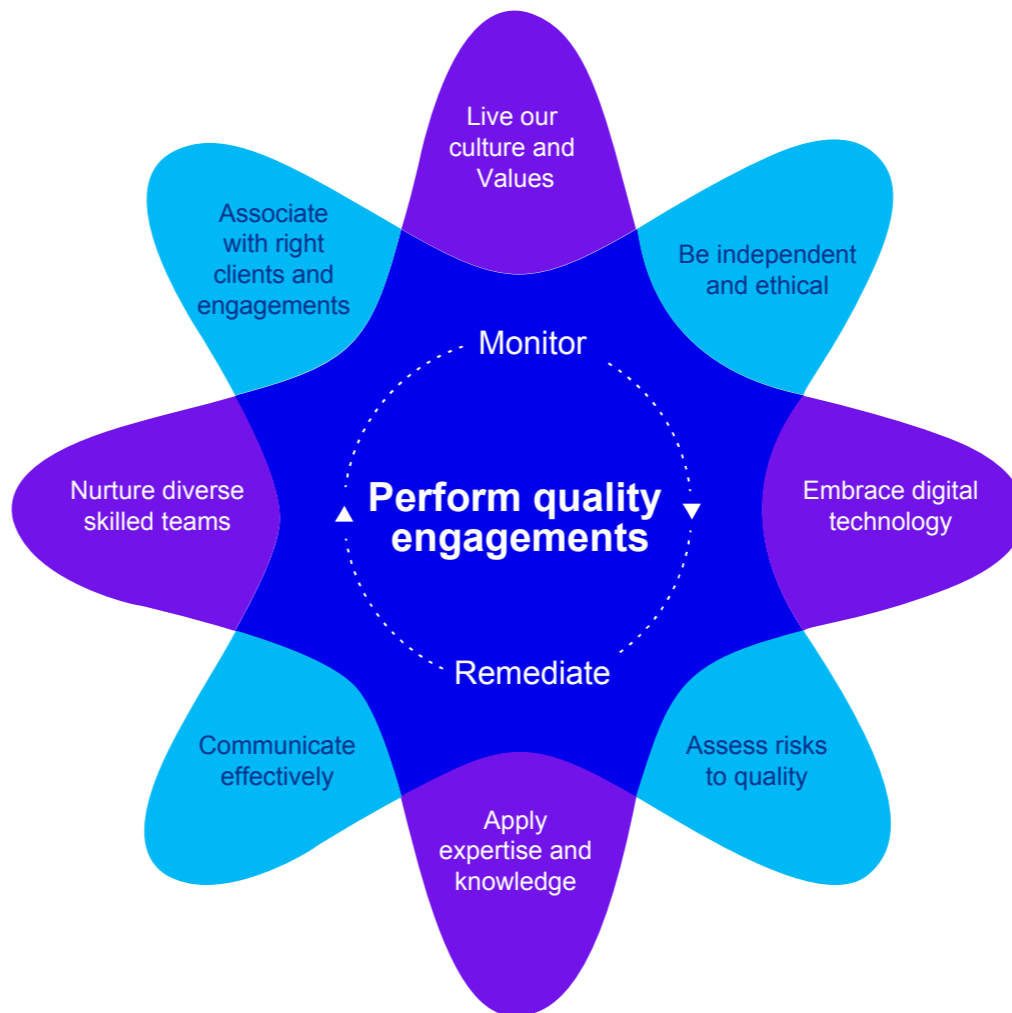 Live our
culture and
Values
Associate
with right
clients and
engagements
Be independent
and ethical
Monitor
Nurture diverse
skilled teams
Perform quality
engagements
Embrace digital
technology
Remediate
Communicate
effectively
Assess risks
to quality
Apply
expertise and
knowledge